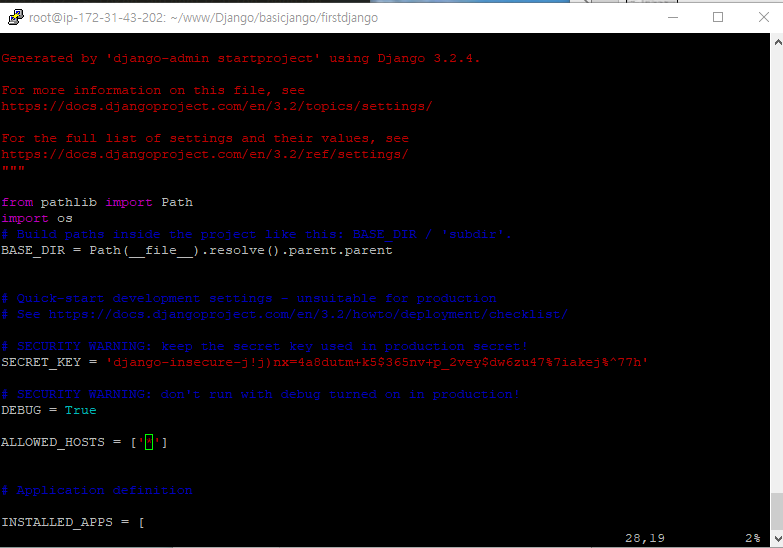 root@ip-172-31-43-202: ~/www/Django/basicjango/firstdjango
Generated by 'django-admin startproject' using Django 3.2.4.
For more information on this file, see
https://docs.djangoproject.com/en/3.2/topics/settings/
For the full list of settings and their values, see
https://docs.djangoproject.com/en/3.2/ref/settings/
"""
from pathlib import Path
import os
# Build paths inside the project like this: BASE_DIR / 'subdir'.
BASE_DIR = Path(__file__).resolve().parent.parent
# Quick-start development settings - unsuitable for production
# See https://docs.djangoproject.com/en/3.2/howto/deployment/checklist/
# SECURITY WARNING: keep the secret key used in production secret!
SECRET_KEY = 'django-insecure-j!j)nx=4a8dutm+k5$365nv+p_2vey$dw6zu47%7iakej%^77h'
# SECURITY WARNING: don't run with debug turned on in production!
DEBUG = True
ALLOWED_HOSTS = ['*']
# Application definition
INSTALLED_APPS = [
28,19 2%